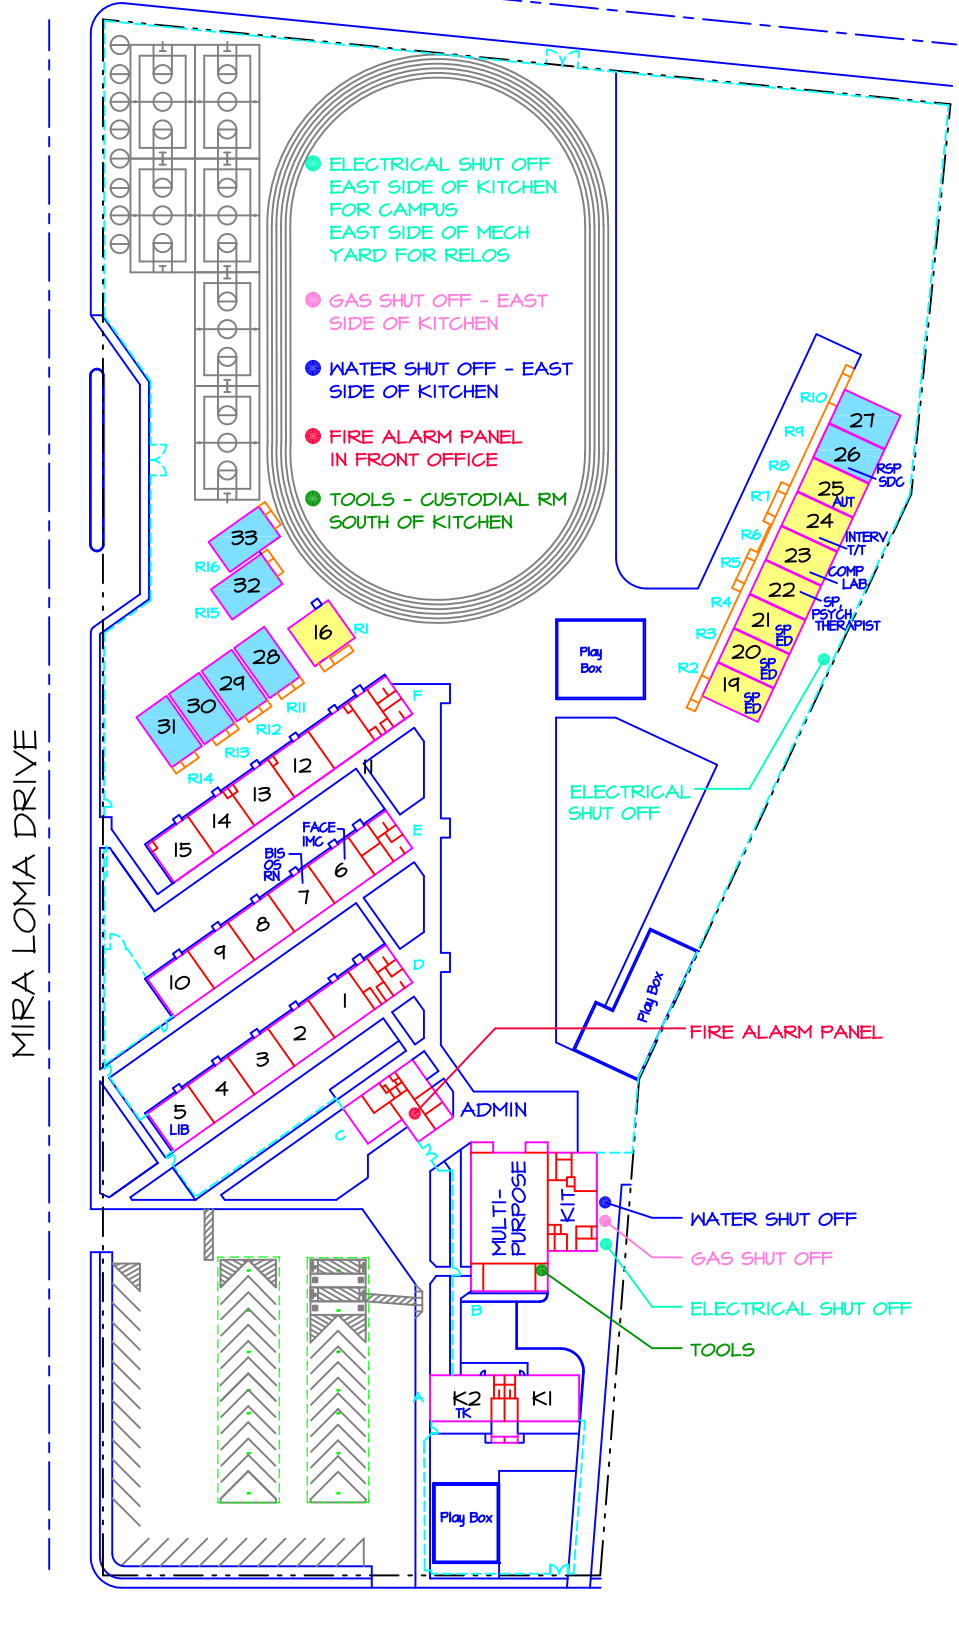 ELECTRICAL SHUT OFF
EAST SIDE OF KITCHEN
FOR CAMPUS
EAST SIDE OF MECH
YARD FOR RELOS
GAS SHUT OFF - EAST
SIDE OF KITCHEN
WATER SHUT OFF - EAST
SIDE OF KITCHEN
FIRE ALARM PANEL
IN FRONT OFFICE
TOOLS - CUSTODIAL RM
SOUTH OF KITCHEN
R10
27
R9
26
RSP
SDC
R8
25
AUT
R7
24
INTERV
T/T
R6
23
COMP
LAB
R5
22
SP,
PSYCH,
THERAPIST
R4
21
SP
ED
R3
20
SP
ED
R2
19
SP
ED
33
R16
32
R15
16
R1
28
R11
29
R12
30
R13
31
R14
Play
Box
F
11
12
13
14
15
ELECTRICAL
SHUT OFF
E
FACE
IMC
6
BIS
OS
RN
7
8
9
10
D
1
2
3
4
5
LIB
MIRA LOMA DRIVE
Play Box
FIRE ALARM PANEL
ADMIN
C
MULTI-
PURPOSE
KIT
WATER SHUT OFF
GAS SHUT OFF
ELECTRICAL SHUT OFF
TOOLS
B
A
K2
TK
K1
Play Box